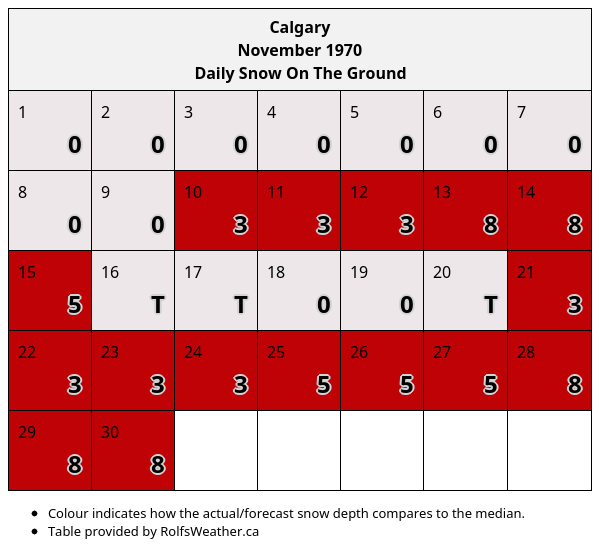 Calgary
November 1970
Daily Snow On The Ground
1 2 3 4 5 6 7
0 0 0 0 0 0 0
8 9 10 11 12 13 14
0 0 3 3 3 8 8
15 16 17 18 19 20 21
5 T T 0 0 T 3
22 23 24 25 26 27 28
3 3 3 5 5 5 8
29 30
8 8
• Colour indicates how the actual/forecast snow depth compares to the median.
• Table provided by RolfsWeather.ca